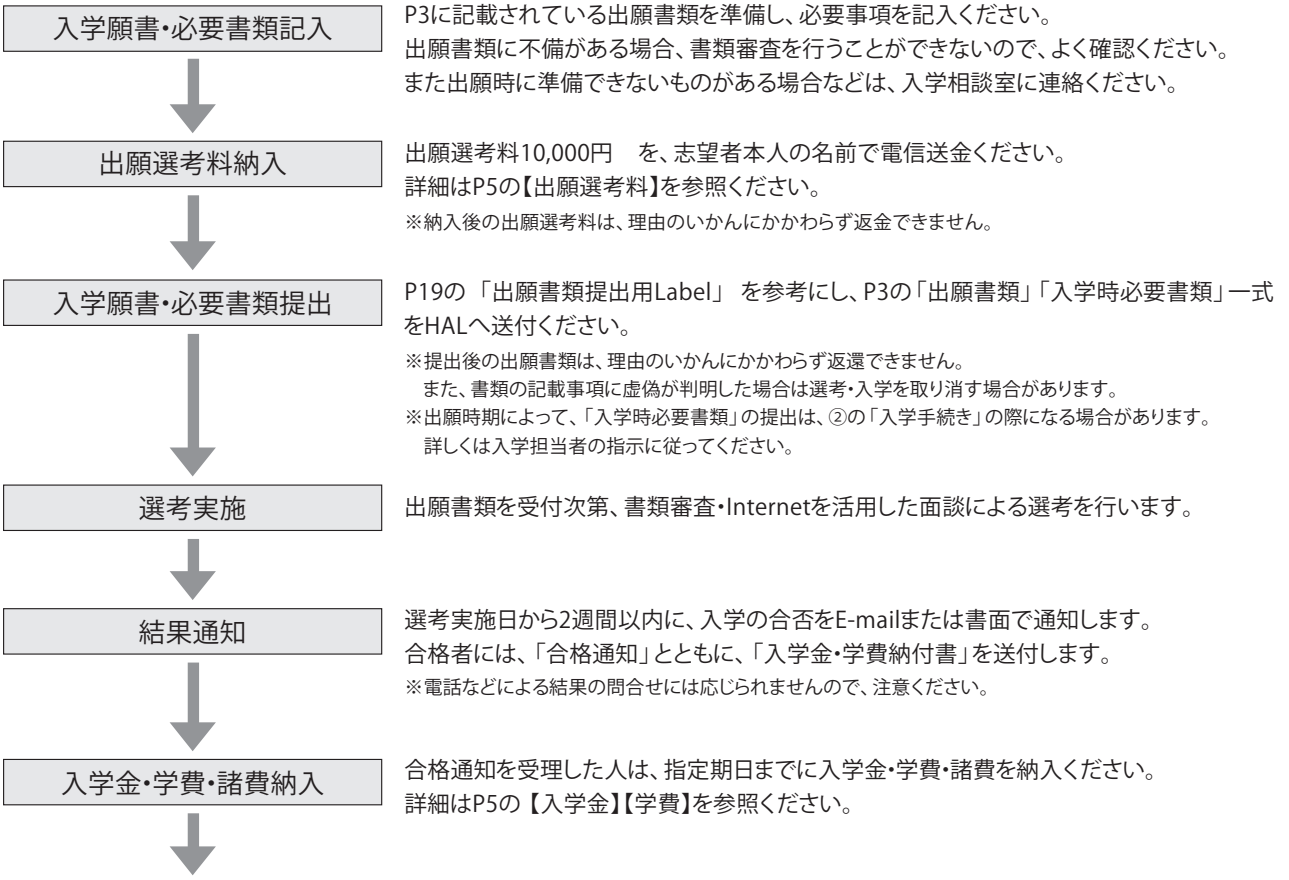 入学願書・必要書類記入
P3に記載されている出願書類を準備し、必要事項を記入ください。
出願書類に不備がある場合、書類審査を行うことができないので、よく確認ください。
また出願時に準備できないものがある場合などは、入学相談室に連絡ください。
出願選考料納入
出願選考料10,000円　を、志望者本人の名前で電信送金ください。
詳細はP5の【出願選考料】を参照ください。
※納入後の出願選考料は、理由のいかんにかかわらず返金できません。
入学願書・必要書類提出
P19の「出願書類提出用Label」を参考にし、P3の「出願書類」「入学時必要書類」一式
をHALへ送付ください。
※提出後の出願書類は、理由のいかんにかかわらず返還できません。
また、書類の記載事項に虚偽が判明した場合は選考・入学を取り消す場合があります。
※出願時期によって、「入学時必要書類」の提出は、②の「入学手続き」の際になる場合があります。
詳しくは入学担当者の指示に従ってください。
選考実施
出願書類を受付次第、書類審査・Internetを活用した面談による選考を行います。
結果通知
選考実施日から2週間以内に、入学の合否をE-mailまたは書面で通知します。
合格者には、「合格通知」とともに、「入学金・学費納付書」を送付します。
※電話などによる結果の問合せには応じられませんので、注意ください。
入学金・学費・諸費納入
合格通知を受理した人は、指定期日までに入学金・学費・諸費を納入ください。
詳細はP5の【入学金】【学費】を参照ください。